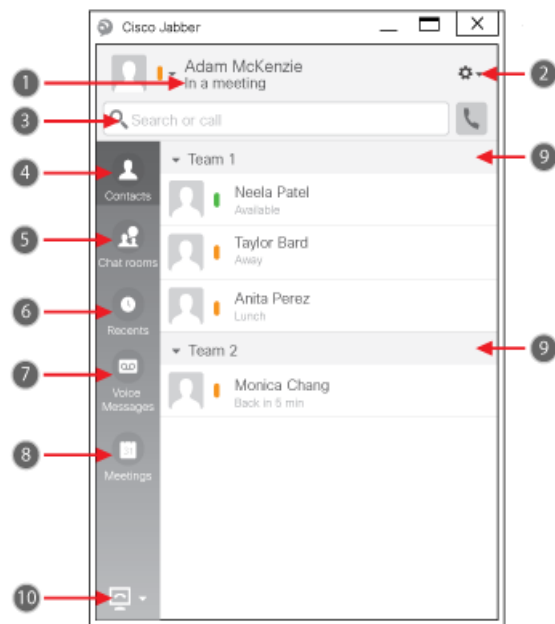 Cisco Jabber
Adam McKenzie
1 In a meeting
2
3 Search or call
4 Contacts
Team 1
9
Neela Patel
Available
5 Chat rooms
Taylor Bard
Away
6 Recents
Anita Perez
Lunch
Team 2
9
7 Voice
Messages
Monica Chang
Back in 5 min
8 31
Meetings
10